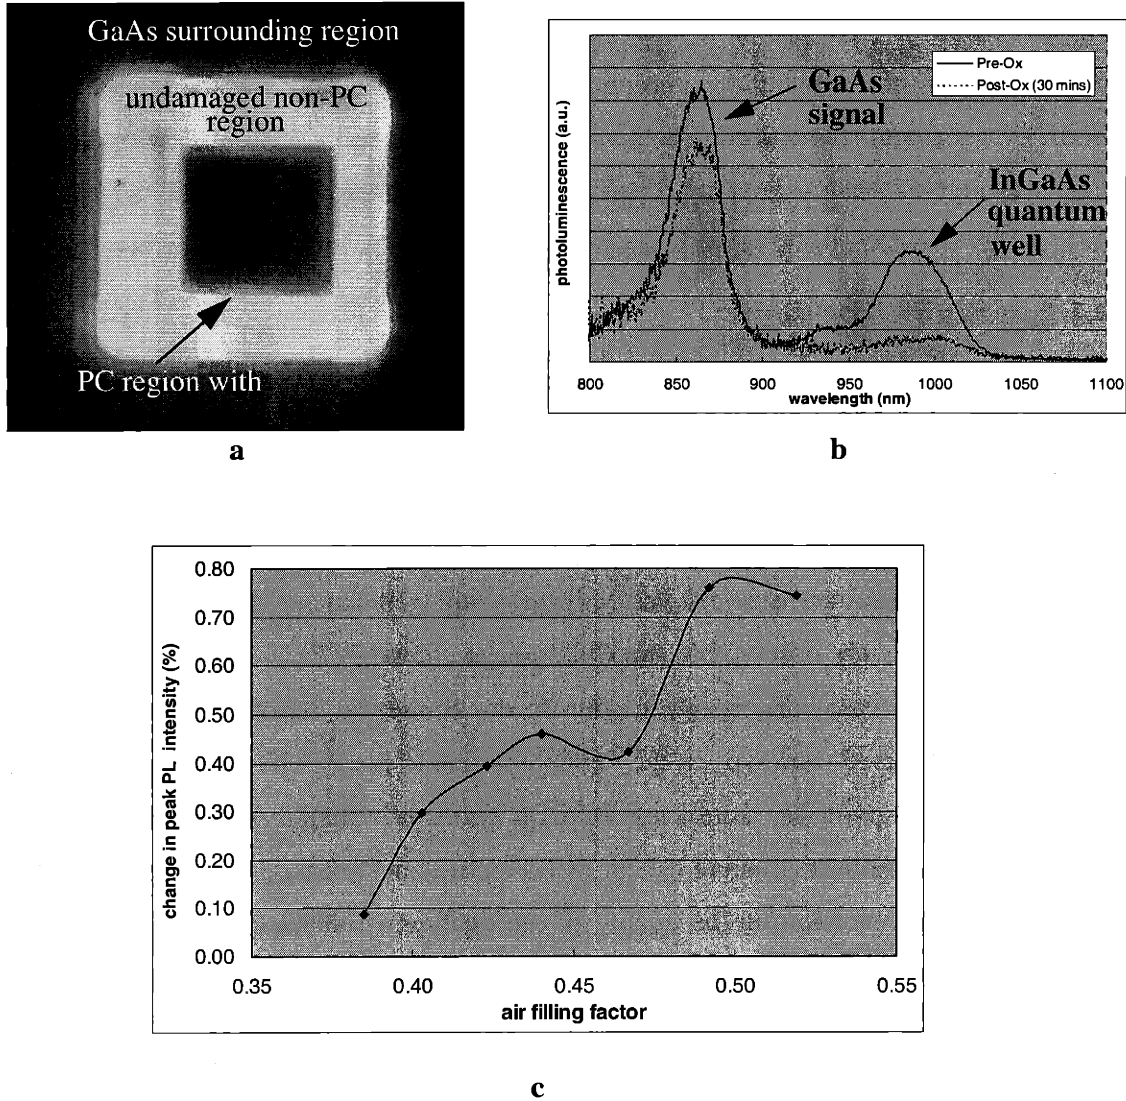 GaAs surrounding region
undamaged non-PC
region
PC region with
a
photoluminescence (a.u.)
Pre-Ox
Post-Ox (30 mins)
GaAs
signal
InGaAs
quantum
well
800 850 900 950 1000 1050 1100
wavelength (nm)
b
change in peak PL intensity (%)
0.80
0.70
0.60
0.50
0.40
0.30
0.20
0.10
0.00
0.35 0.40 0.45 0.50 0.55
air filling factor
c